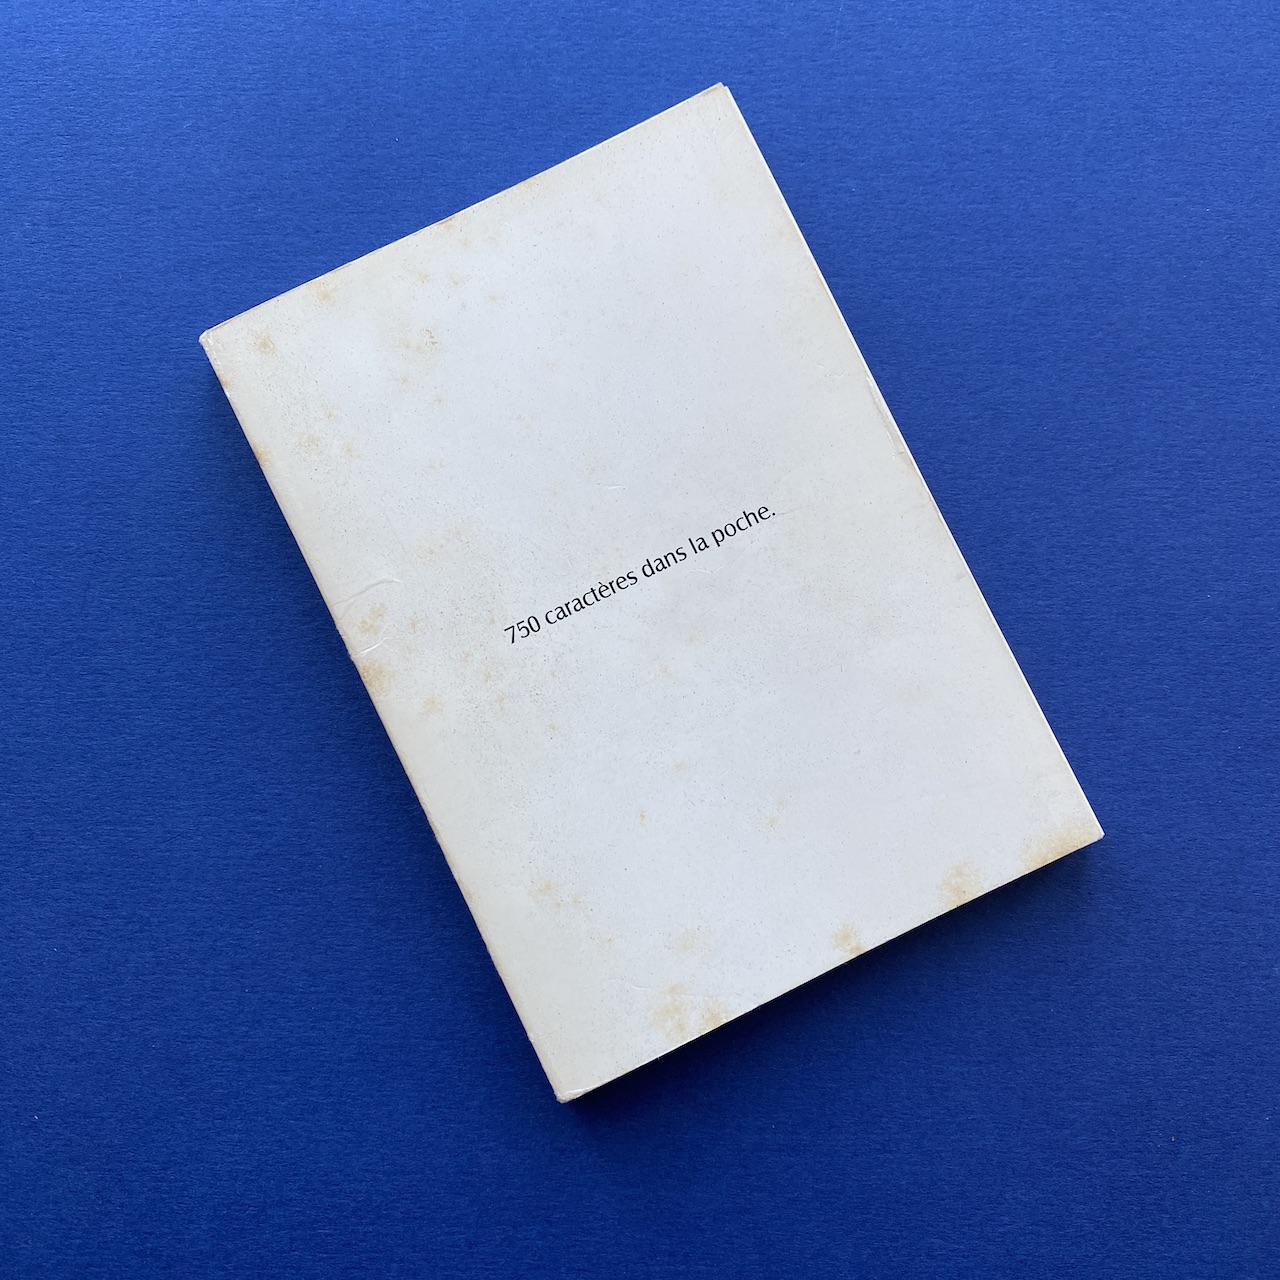 750 caractères dans la poche.